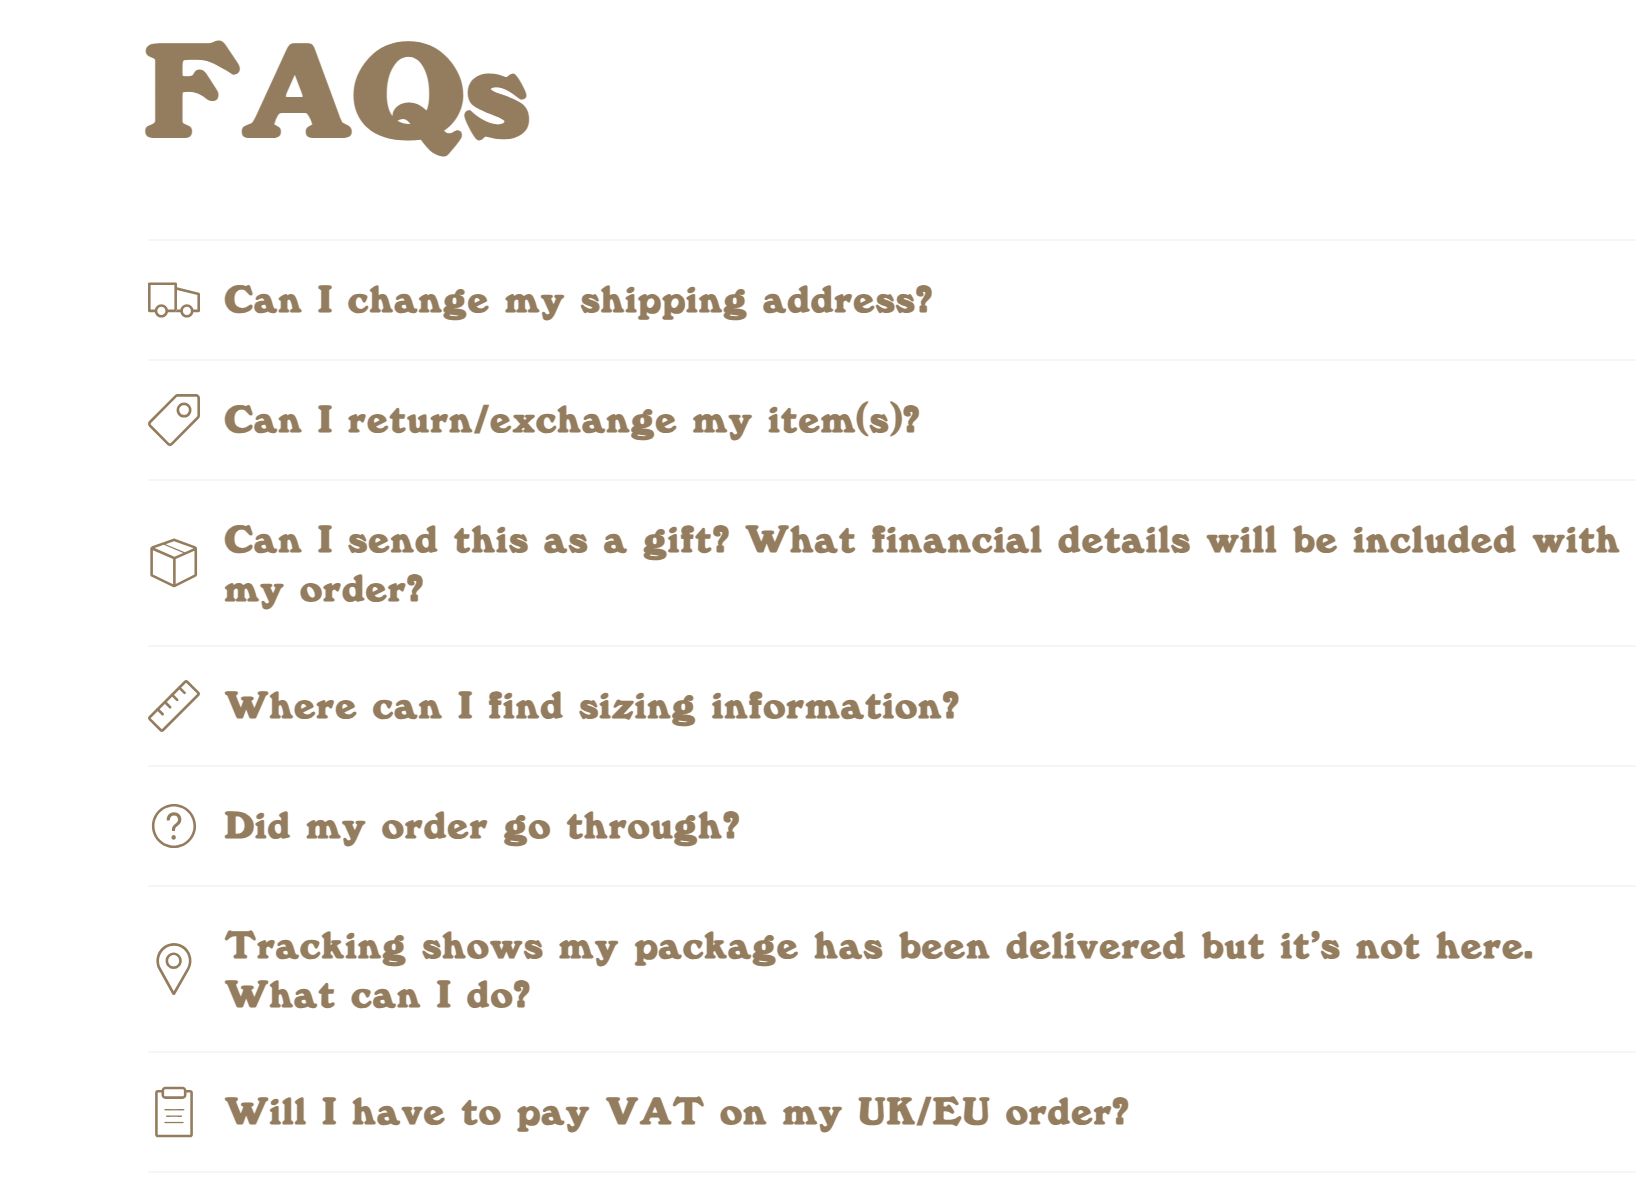 FAQs
Can I change my shipping address?
Can I return/exchange my item(s)?
Can I send this as a gift? What financial details will be included with
my order?
Where can I find sizing information?
Did my order go through?
Tracking shows my package has been delivered but it’s not here.
What can I do?
Will I have to pay VAT on my UK/EU order?